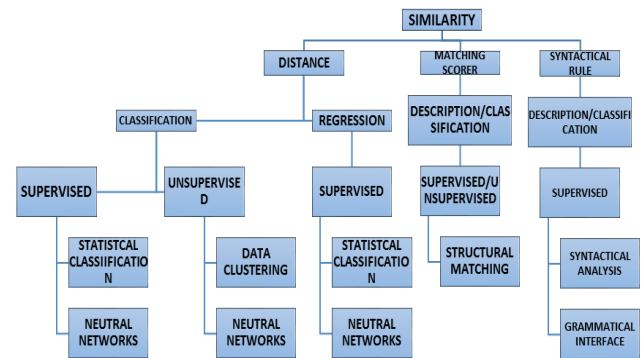 SIMILARITY
DISTANCE
MATCHING
SCORER
SYNTACTICAL
RULE
CLASSIFICATION
REGRESSION
DESCRIPTION/CLAS
SIFICATION
DESCRIPTION/CLASSIFI
CATION
SUPERVISED
UNSUPERVISE
D
SUPERVISED
SUPERVISED/U
NSUPERVISED
SUPERVISED
STATISTCAL
CLASSIIFICATIO
N
DATA
CLUSTERING
STATISTCAL
CLASSIIFICATIO
N
STRUCTURAL
MATCHING
SYNTACTICAL
ANALYSIS
NEUTRAL
NETWORKS
NEUTRAL
NETWORKS
NEUTRAL
NETWORKS
GRAMMATICAL
INTERFACE